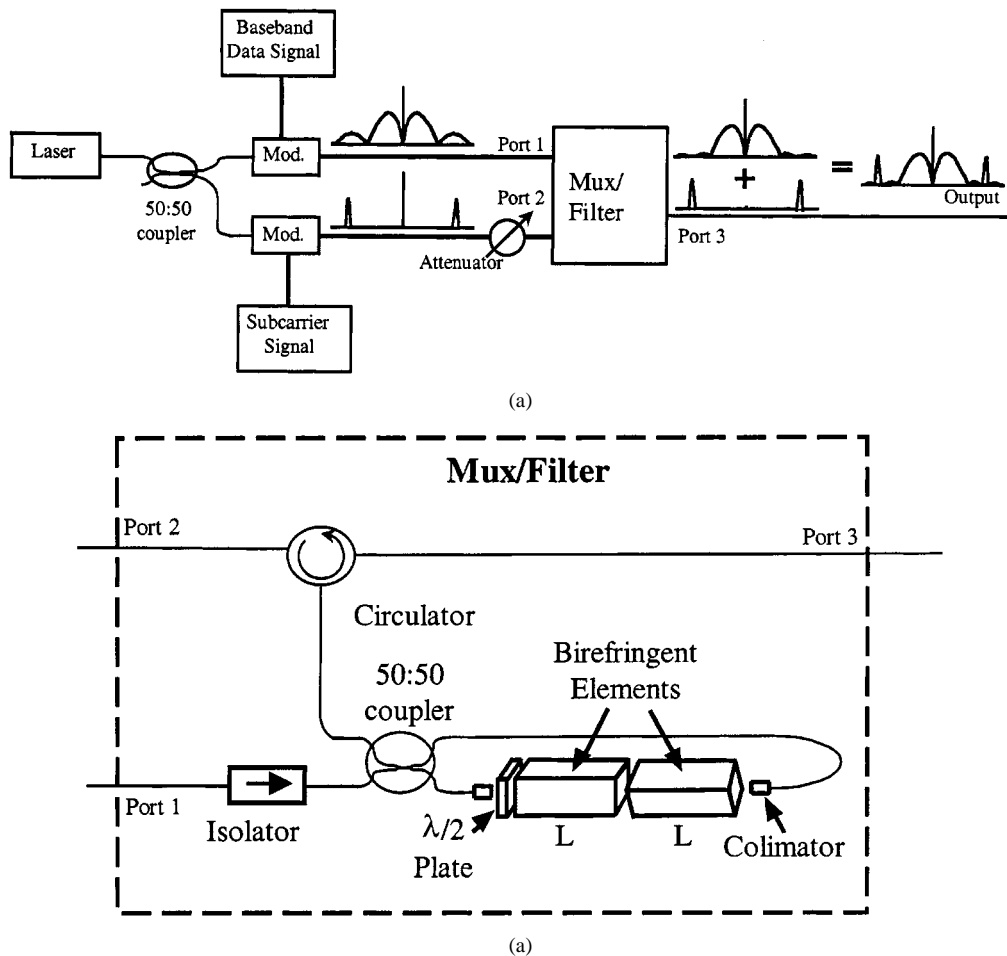 Baseband
Data Signal
Laser
Mod.
Port 1
50:50
coupler
Mod.
Port 2
Attenuator
Mux/
Filter
+
=
Output
Port 3
Subcarrier
Signal
(a)
Mux/Filter
Port 2
Port 3
Circulator
50:50
coupler
Birefringent
Elements
Port 1
Isolator
λ/2
Plate
L
L
Colimator
(a)